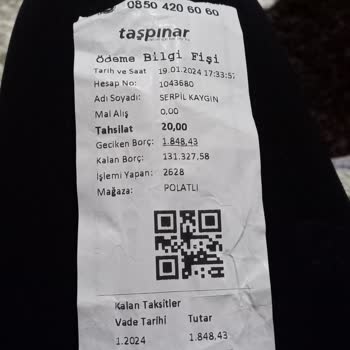 0850 420 60 60
taşpınar
Ödeme Bilgi Fişi
Tarih ve Saat 19.01.2024 17:33:57
Hesap No: 1043680
Adı Soyadı: SERPİL KAYGIN
Mal Alış 0,00
Tahsilat 20,00
Geciken Borç: 1.848,43
Kalan Borç: 131.327,58
İşlemi Yapan: 2628
Mağaza: POLATLI
Kalan Taksitler
Vade Tarihi Tutar
1.2024 1.848,43